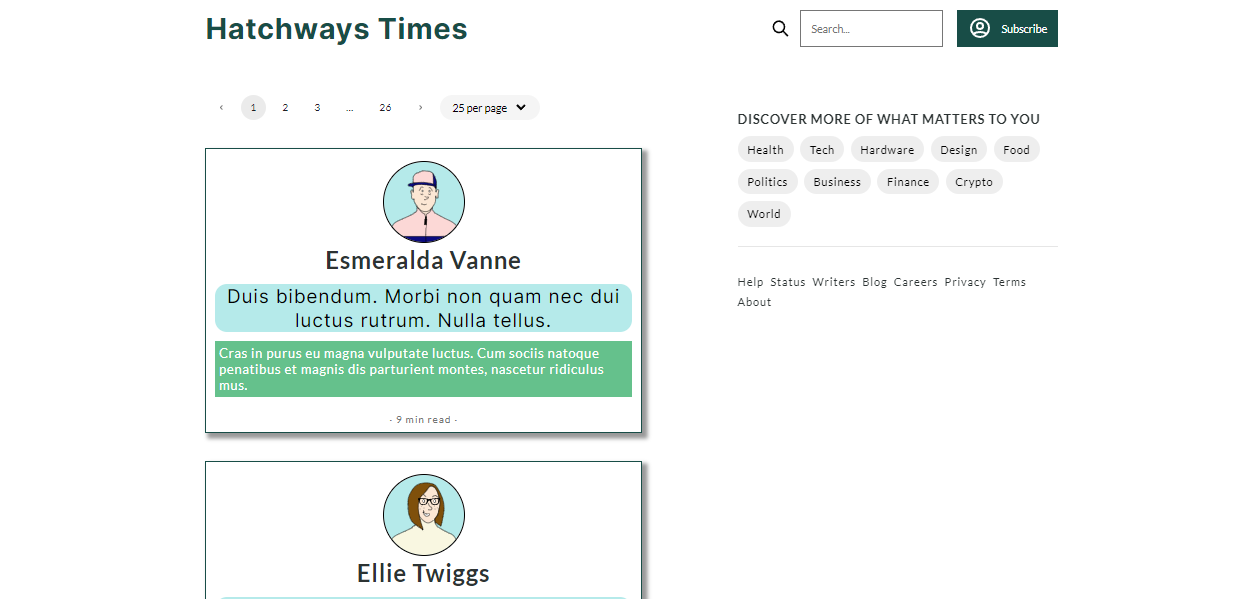 Hatchways Times
Search...
Subscribe
‹ 1 2 3 ... 26 › 25 per page
Esmeralda Vanne
Duis bibendum. Morbi non quam nec dui
luctus rutrum. Nulla tellus.
Cras in purus eu magna vulputate luctus. Cum sociis natoque
penatibus et magnis dis parturient montes, nascetur ridiculus
mus.
· 9 min read ·
Ellie Twiggs
DISCOVER MORE OF WHAT MATTERS TO YOU
Health Tech Hardware Design Food
Politics Business Finance Crypto
World
Help Status Writers Blog Careers Privacy Terms
About